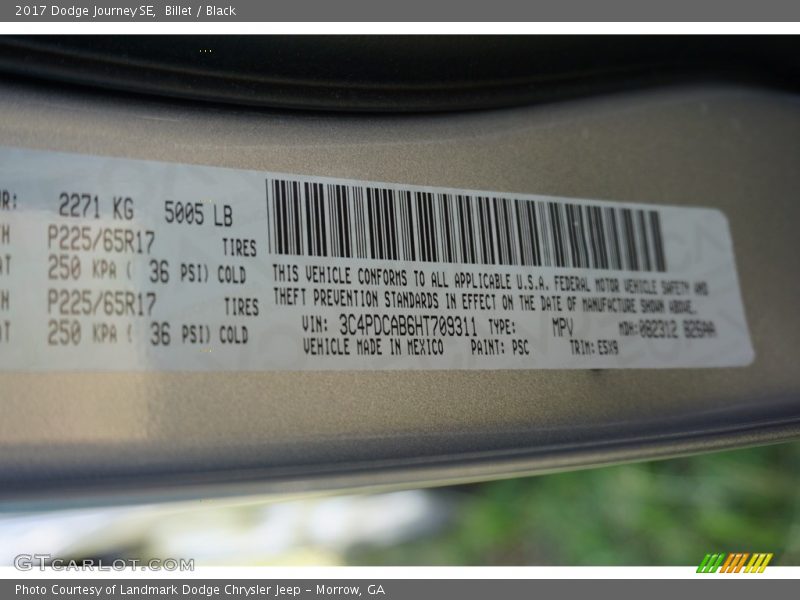 2017 Dodge Journey SE, Billet / Black
2271 KG 5005 LB
P225/65R17 TIRES
250 KPA ( 36 PSI) COLD
P225/65R17 TIRES
250 KPA ( 36 PSI) COLD
THIS VEHICLE CONFORMS TO ALL APPLICABLE U.S.A. FEDERAL MOTOR VEHICLE SAFETY AND
THEFT PREVENTION STANDARDS IN EFFECT ON THE DATE OF MANUFACTURE SHOWN ABOVE.
VIN: 3C4PDCAB6HT709311 TYPE: MPV MDH:
VEHICLE MADE IN MEXICO PAINT: PSC TRIM: E5X9
GTCARLOT.COM
Photo Courtesy of Landmark Dodge Chrysler Jeep – Morrow, GA